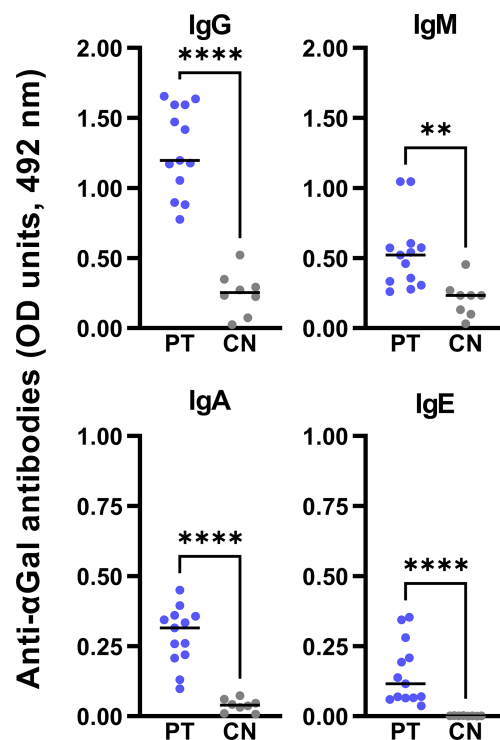 Anti-αGal antibodies (OD units, 492 nm)
IgG
2.00
1.50
1.00
0.50
0.00
****
PT CN
IgM
2.00
1.50
1.00
0.50
0.00
**
PT CN
IgA
1.00
0.75
0.50
0.25
0.00
****
PT CN
IgE
1.00
0.75
0.50
0.25
0.00
****
PT CN